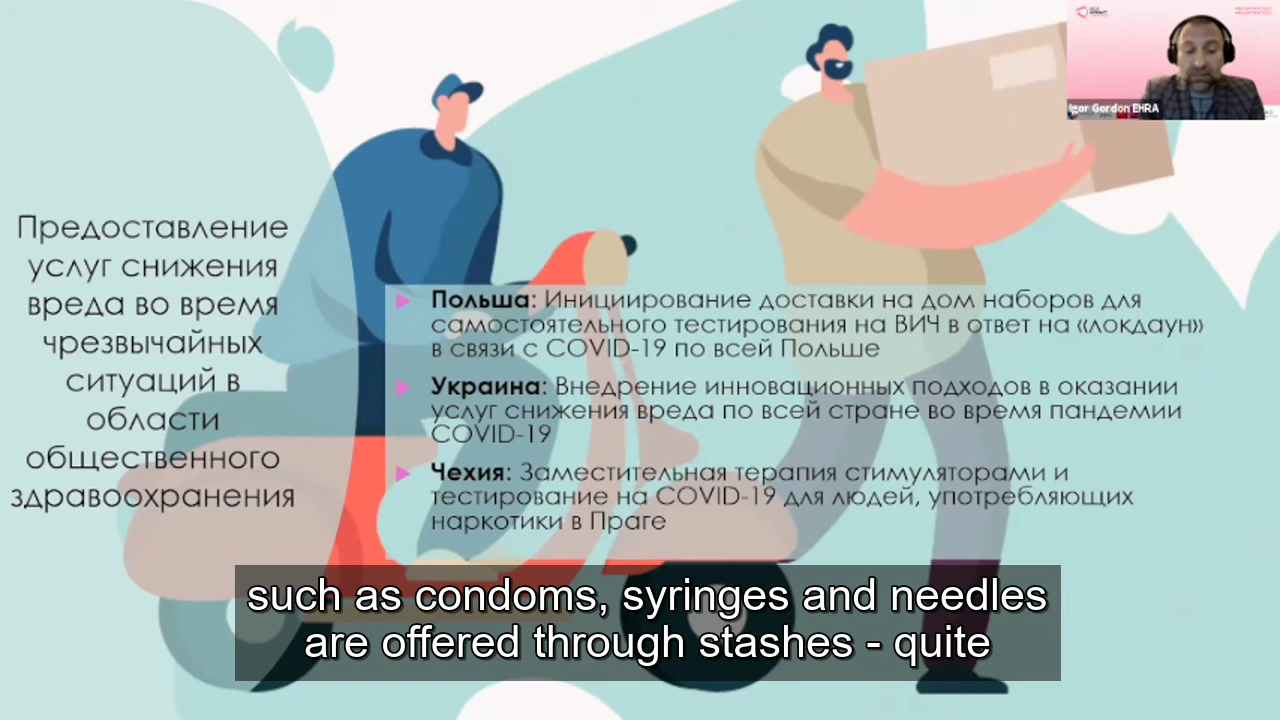 Предоставление
услуг снижения
вреда во время
чрезвычайных
ситуаций в
области
общественного
здравоохранения
Польша: Инициирование доставки на дом наборов для
самостоятельного тестирования на ВИЧ в ответ на «локдаун»
в связи с COVID-19 по всей Польше
Украина: Внедрение инновационных подходов в оказании
услуг снижения вреда по всей стране во время пандемии
COVID-19
Чехия: Заместительная терапия стимуляторами и
тестирование на COVID-19 для людей, употребляющих
наркотики в Праге
Igor Gordon EHRA
such as condoms, syringes and needles
are offered through stashes - quite